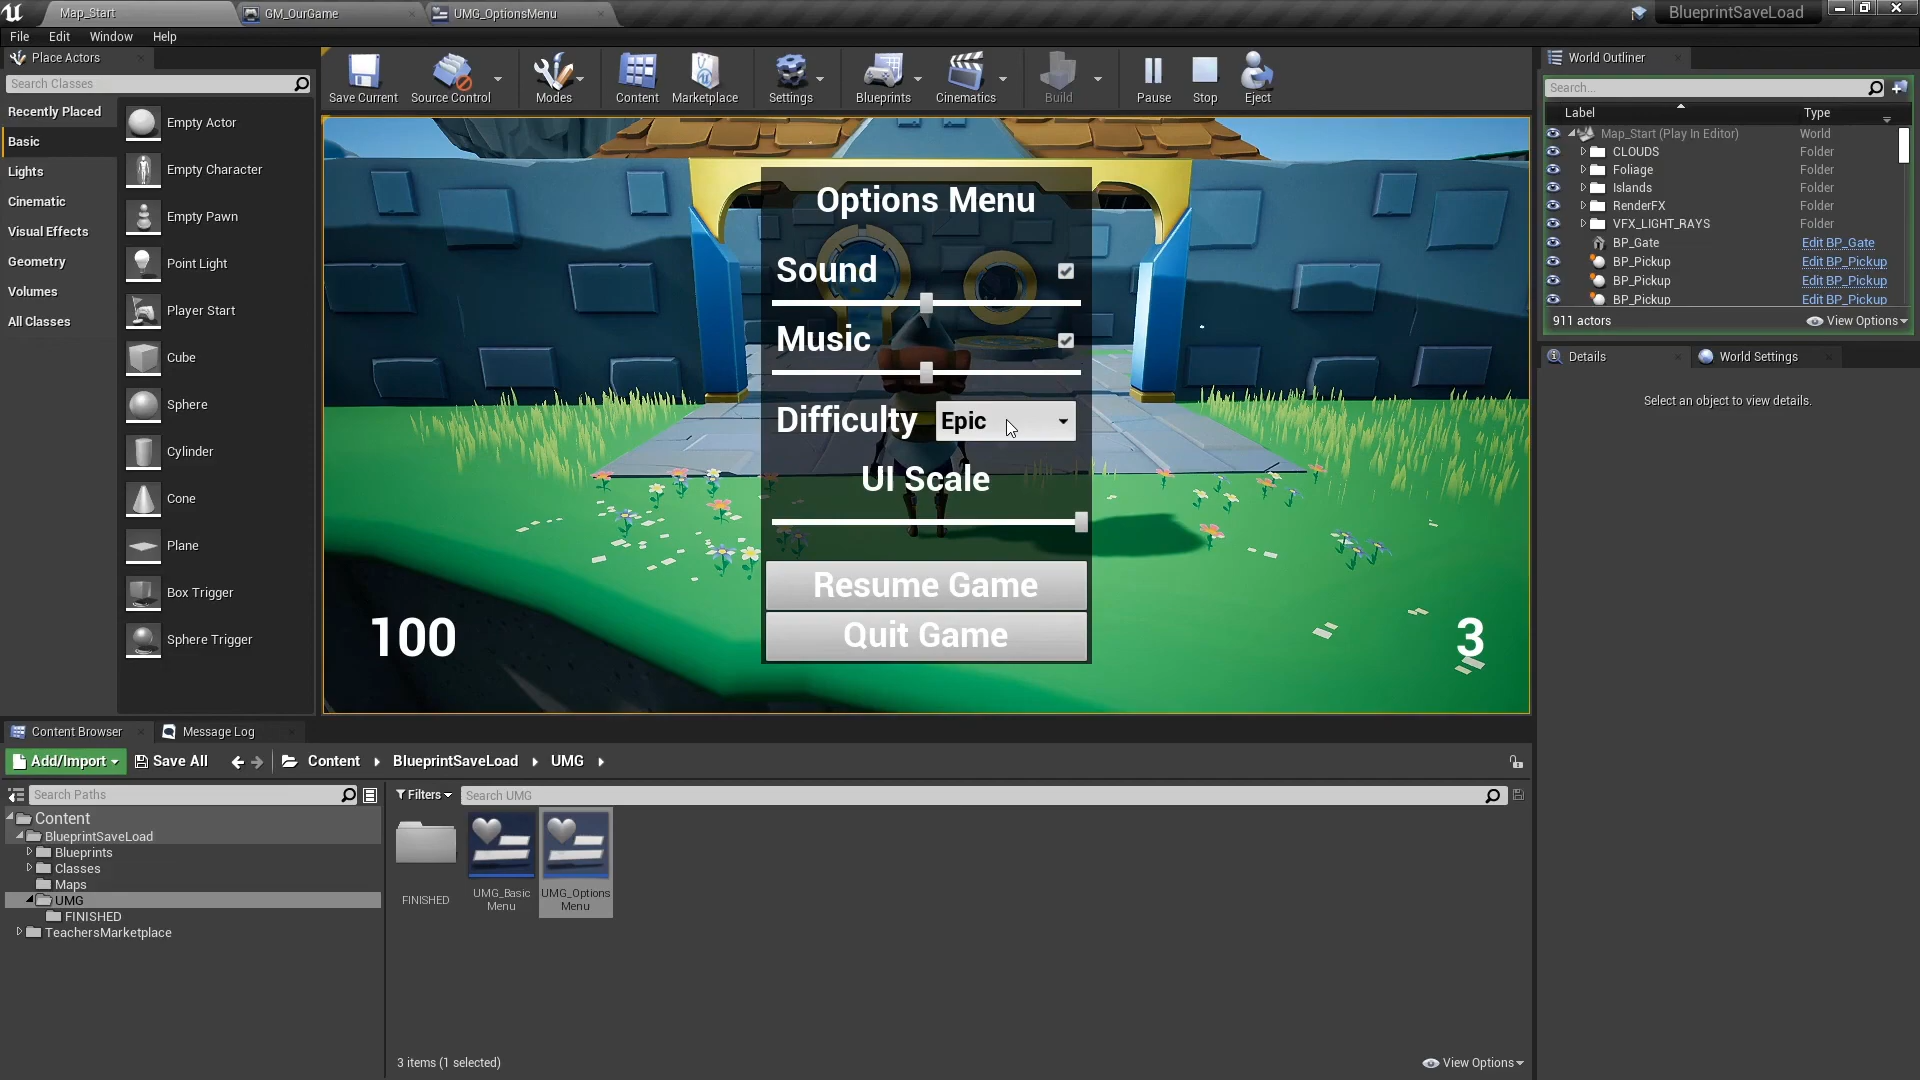 Map_Start
GM_OurGame
UMG_OptionsMenu
BlueprintSaveLoad
File
Edit
Window
Help
Place Actors
Search Classes
Recently Placed
Basic
Lights
Cinematic
Visual Effects
Geometry
Volumes
All Classes
Empty Actor
Empty Character
Empty Pawn
Point Light
Player Start
Cube
Sphere
Cylinder
Cone
Plane
Box Trigger
Sphere Trigger
Save Current
Source Control
Modes
Content
Marketplace
Settings
Blueprints
Cinematics
Build
Pause
Stop
Eject
Options Menu
Sound
Music
Difficulty
Epic
UI Scale
Resume Game
Quit Game
100
3
World Outliner
Search...
Label
Type
Map_Start (Play In Editor)
World
CLOUDS
Folder
Foliage
Folder
Islands
Folder
RenderFX
Folder
VFX_LIGHT_RAYS
Folder
BP_Gate
Edit BP_Gate
BP_Pickup
Edit BP_Pickup
BP_Pickup
Edit BP_Pickup
BP_Pickup
Edit BP_Pickup
911 actors
View Options
Details
World Settings
Select an object to view details.
Content Browser
Message Log
Add/Import
Save All
Content
BlueprintSaveLoad
UMG
Search Paths
Filters
Search UMG
Content
BlueprintSaveLoad
Blueprints
Classes
Maps
UMG
FINISHED
TeachersMarketplace
FINISHED
UMG_Basic
Menu
UMG_Options
Menu
3 items (1 selected)
View Options